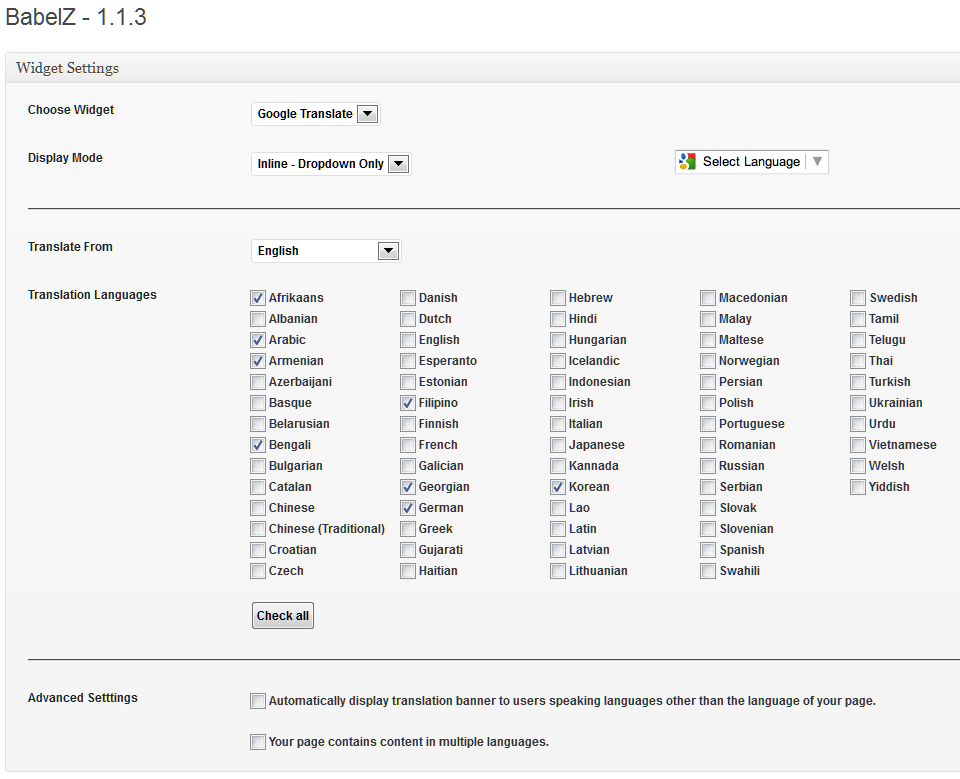 BabelZ - 1.1.3
Widget Settings
Choose Widget Google Translate
Display Mode Inline - Dropdown Only Select Language
Translate From English
Translation Languages Afrikaans Danish Hebrew Macedonian Swedish
Albanian Dutch Hindi Malay Tamil
Arabic English Hungarian Maltese Telugu
Armenian Esperanto Icelandic Norwegian Thai
Azerbaijani Estonian Indonesian Persian Turkish
Basque Filipino Irish Polish Ukrainian
Belarusian Finnish Italian Portuguese Urdu
Bengali French Japanese Romanian Vietnamese
Bulgarian Galician Kannada Russian Welsh
Catalan Georgian Korean Serbian Yiddish
Chinese German Lao Slovak
Chinese (Traditional) Greek Latin Slovenian
Croatian Gujarati Latvian Spanish
Czech Haitian Lithuanian Swahili
Check all
Advanced Setttings Automatically display translation banner to users speaking languages other than the language of your page.
Your page contains content in multiple languages.